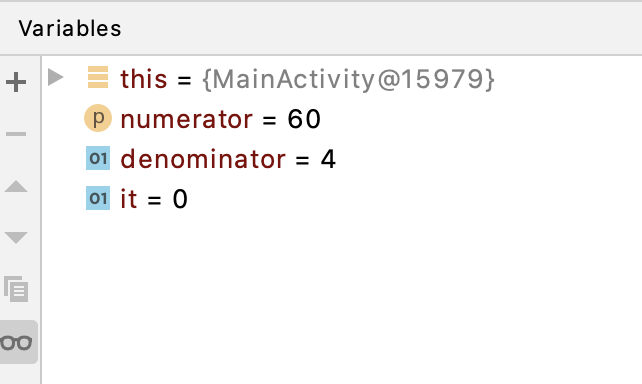 Variables
this = {MainActivity@15979}
p numerator = 60
01 denominator = 4
01 it = 0